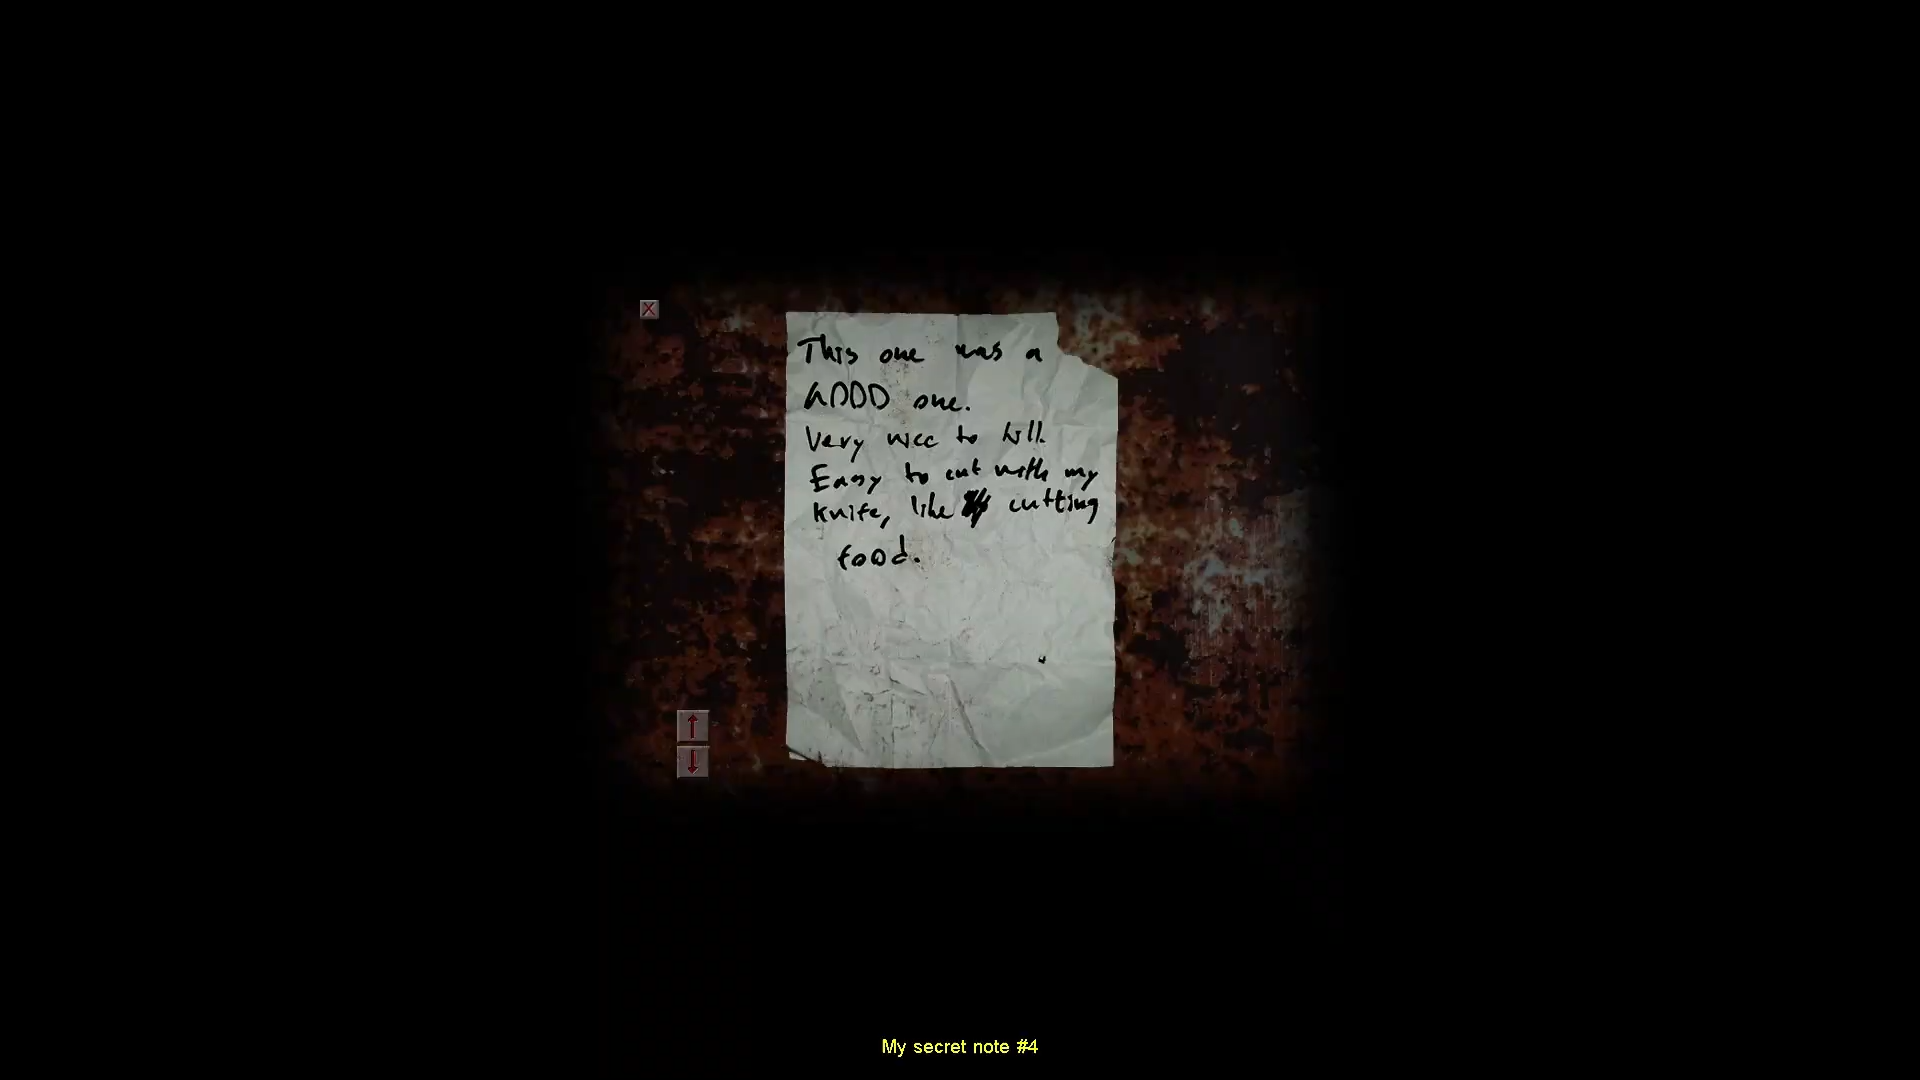 This one was a
GOOD one.
Very nice to kill.
Easy to cut with my
knife, like cutting
food.
My secret note #4